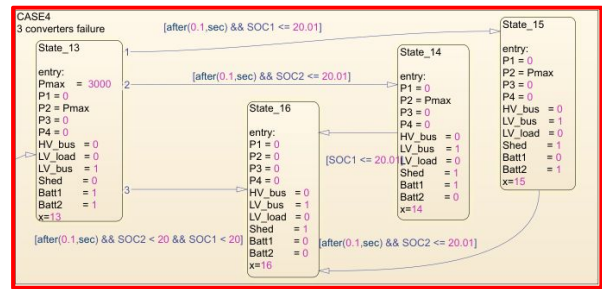 CASE4
3 converters failure
[after(0.1,sec) && SOC1 <= 20.01]
State_13
entry:
Pmax = 3000
P1 = 0
P2 = Pmax
P3 = 0
P4 = 0
HV_bus = 0
LV_load = 0
LV_bus = 1
Shed = 0
Batt1 = 1
Batt2 = 1
x=13
1
2
3
[after(0.1,sec) && SOC2 <= 20.01]
State_16
entry:
P1 = 0
P2 = 0
P3 = 0
P4 = 0
HV_bus = 0
LV_bus = 1
LV_load = 0
Shed = 1
Batt1 = 0
Batt2 = 0
x=16
[after(0.1,sec) && SOC2 < 20 && SOC1 < 20]
State_14
entry:
P1 = 0
P2 = Pmax
P3 = 0
P4 = 0
HV_bus = 0
LV_bus = 1
LV_load = 0
Shed = 1
Batt1 = 1
Batt2 = 0
x=14
[SOC1 <= 20.01]
State_15
entry:
P1 = 0
P2 = Pmax
P3 = 0
P4 = 0
HV_bus = 0
LV_bus = 1
LV_load = 0
Shed = 1
Batt1 = 0
Batt2 = 1
x=15
[after(0.1,sec) && SOC2 <= 20.01]